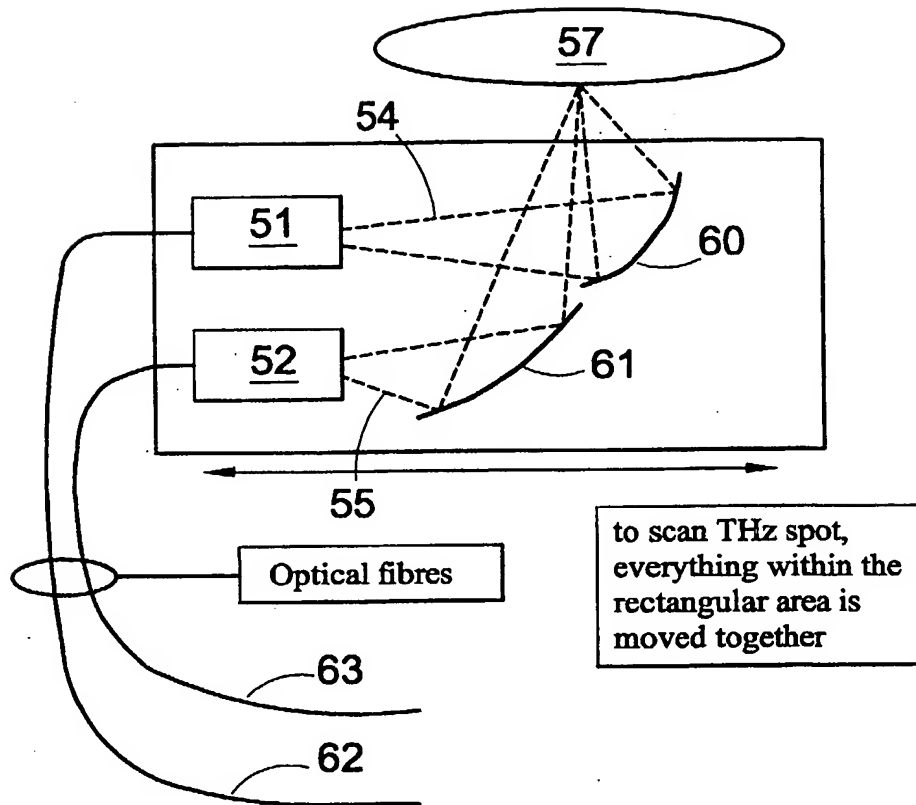 57
54
51
60
52
61
55
to scan THz spot,
everything within the
rectangular area is
moved together
Optical fibres
63
62